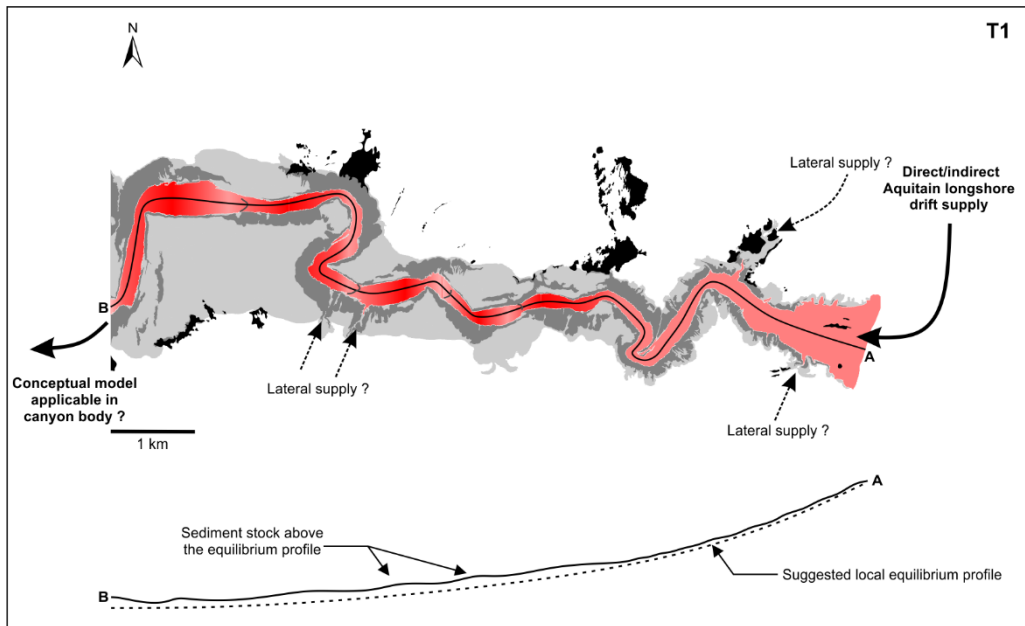 N
T1
Lateral supply ?
Direct/indirect
Aquitain longshore
drift supply
B
A
Lateral supply ?
Conceptual model
applicable in
canyon body ?
Lateral supply ?
1 km
A
Sediment stock above
the equilibrium profile
Suggested local equilibrium profile
B